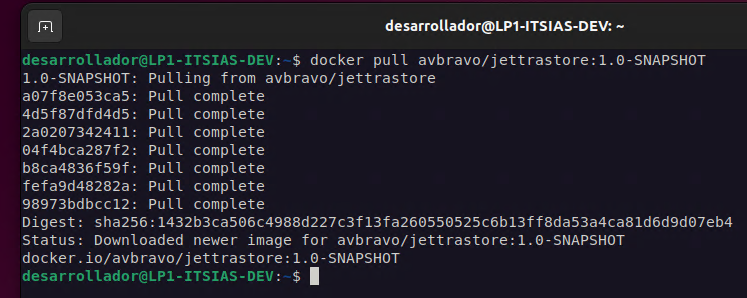 desarrollador@LP1-ITSIAS-DEV: ~
desarrollador@LP1-ITSIAS-DEV:~$ docker pull avbravo/jettrastore:1.0-SNAPSHOT
1.0-SNAPSHOT: Pulling from avbravo/jettrastore
a07f8e053ca5: Pull complete
4d5f87dfd4d5: Pull complete
2a0207342411: Pull complete
04f4bca287f2: Pull complete
b8ca4836f59f: Pull complete
fefa9d48282a: Pull complete
98973bdbcc12: Pull complete
Digest: sha256:1432b3ca506c4988d227c3f13fa260550525c6b13ff8da53a4ca81d6d9d07eb4
Status: Downloaded newer image for avbravo/jettrastore:1.0-SNAPSHOT
docker.io/avbravo/jettrastore:1.0-SNAPSHOT
desarrollador@LP1-ITSIAS-DEV:~$